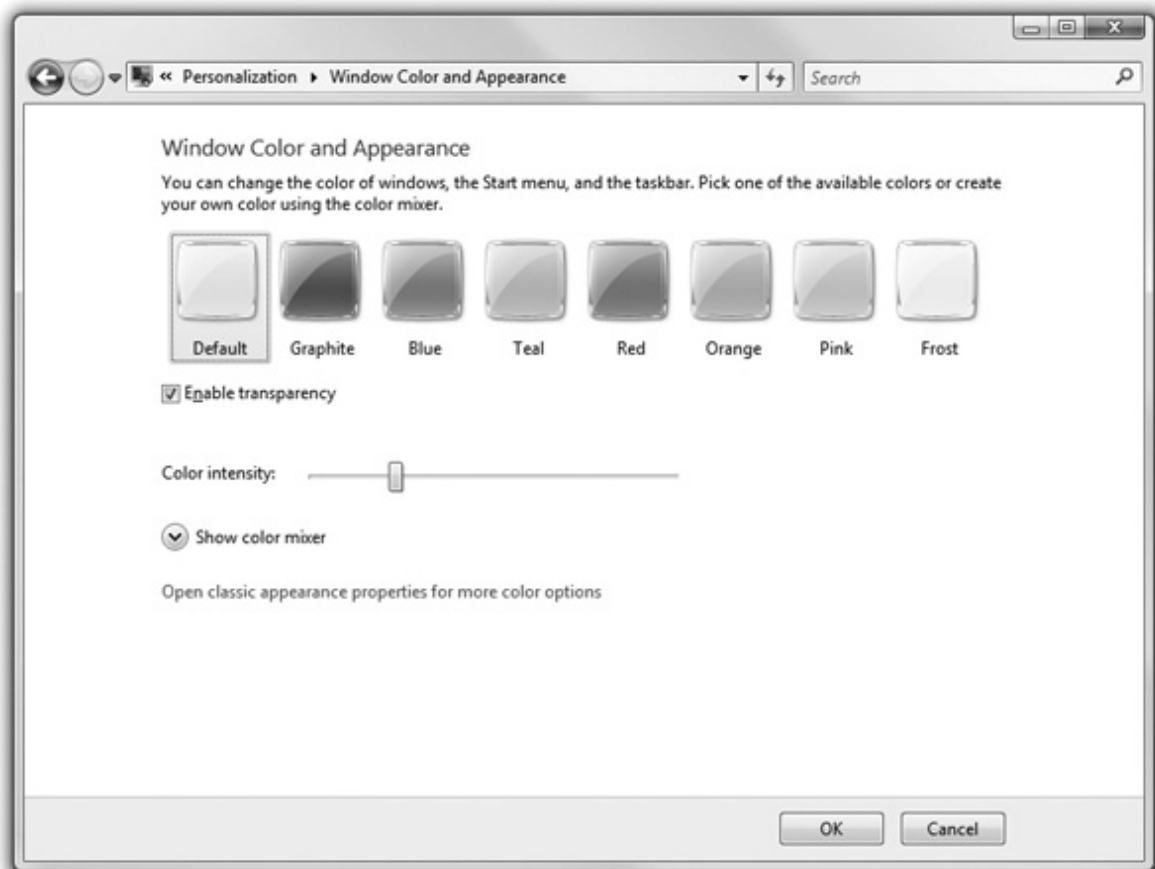 « Personalization ▸ Window Color and Appearance
Search
Window Color and Appearance
You can change the color of windows, the Start menu, and the taskbar. Pick one of the available colors or create
your own color using the color mixer.
Default Graphite Blue Teal Red Orange Pink Frost
Enable transparency
Color intensity:
Show color mixer
Open classic appearance properties for more color options
OK Cancel